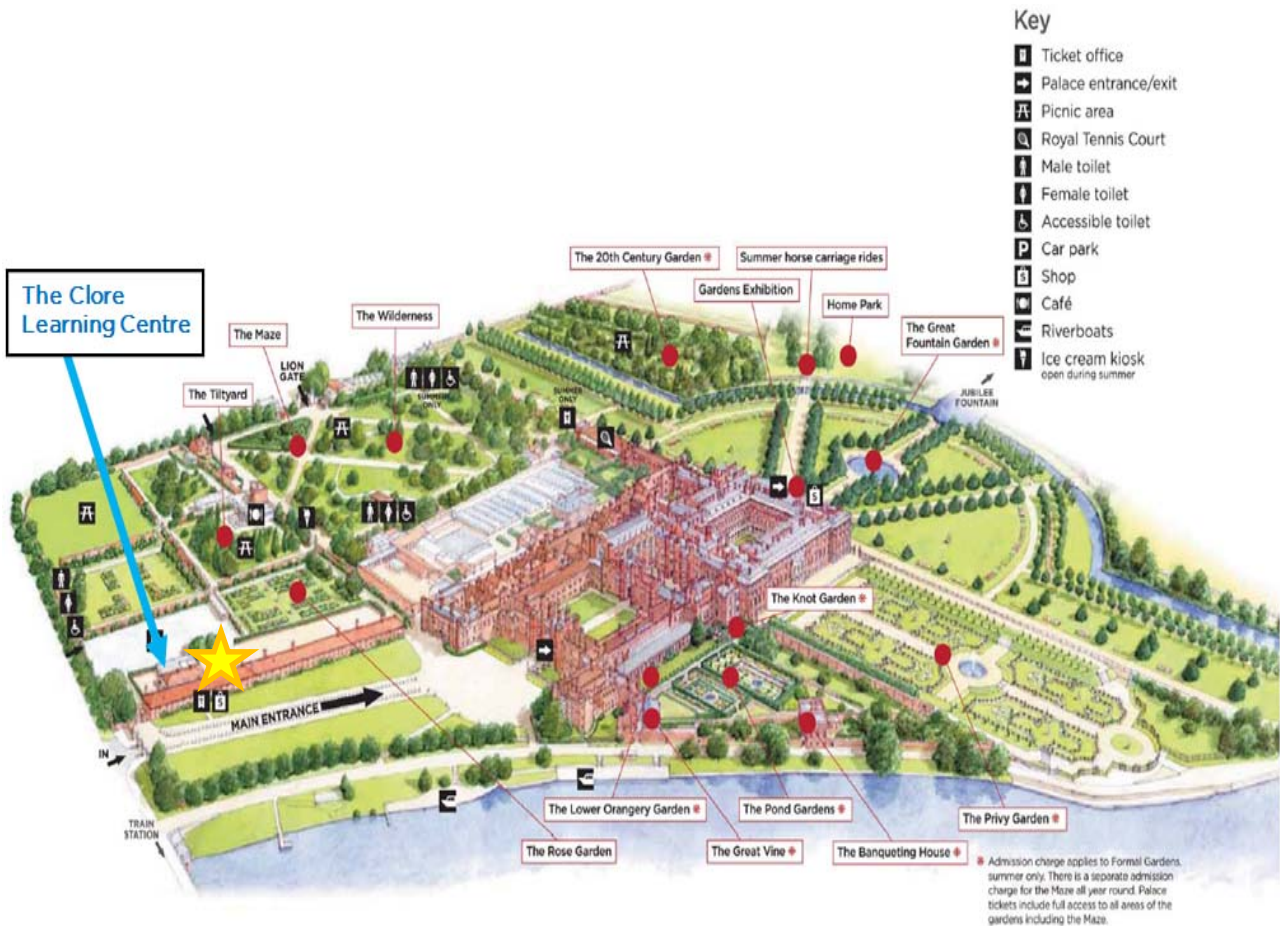 Key
Ticket office
Palace entrance/exit
Picnic area
Royal Tennis Court
Male toilet
Female toilet
Accessible toilet
P
Car park
Shop
Café
Riverboats
Ice cream kiosk
open during summer
The Clore
Learning Centre
The 20th Century Garden *
Summer horse carriage rides
Gardens Exhibition
Home Park
The Great
Fountain Garden *
The Wilderness
The Maze
LION
GATE
The Tiltyard
SUMMER
ONLY
SUMMER
ONLY
JUBILEE
FOUNTAIN
The Knot Garden *
MAIN ENTRANCE
IN
TRAIN
STATION
The Lower Orangery Garden *
The Pond Gardens *
The Privy Garden *
The Rose Garden
The Great Vine *
The Banqueting House *
* Admission charge applies to Formal Gardens,
summer only. There is a separate admission
charge for the Maze all year round. Palace
tickets include full access to all areas of the
gardens including the Maze.